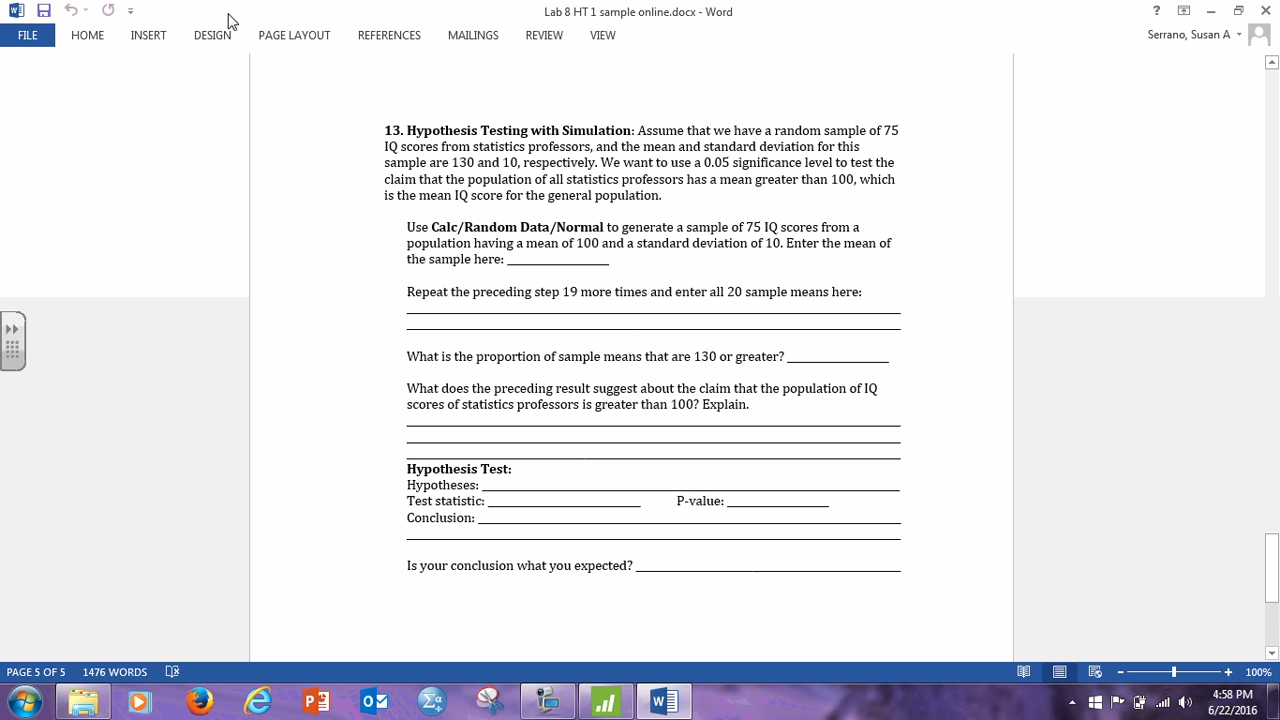 Lab 8 HT 1 sample online.docx - Word
?
FILE HOME INSERT DESIGN PAGE LAYOUT REFERENCES MAILINGS REVIEW VIEW Serrano, Susan A
13. Hypothesis Testing with Simulation: Assume that we have a random sample of 75
IQ scores from statistics professors, and the mean and standard deviation for this
sample are 130 and 10, respectively. We want to use a 0.05 significance level to test the
claim that the population of all statistics professors has a mean greater than 100, which
is the mean IQ score for the general population.
Use Calc/Random Data/Normal to generate a sample of 75 IQ scores from a
population having a mean of 100 and a standard deviation of 10. Enter the mean of
the sample here: _______________
Repeat the preceding step 19 more times and enter all 20 sample means here:
What is the proportion of sample means that are 130 or greater? _______________
What does the preceding result suggest about the claim that the population of IQ
scores of statistics professors is greater than 100? Explain.
Hypothesis Test:
Hypotheses: _______________
Test statistic: _______________ P-value: _______________
Conclusion: _______________
Is your conclusion what you expected? _______________
PAGE 5 OF 5 1476 WORDS 100%
4:58 PM
6/22/2016